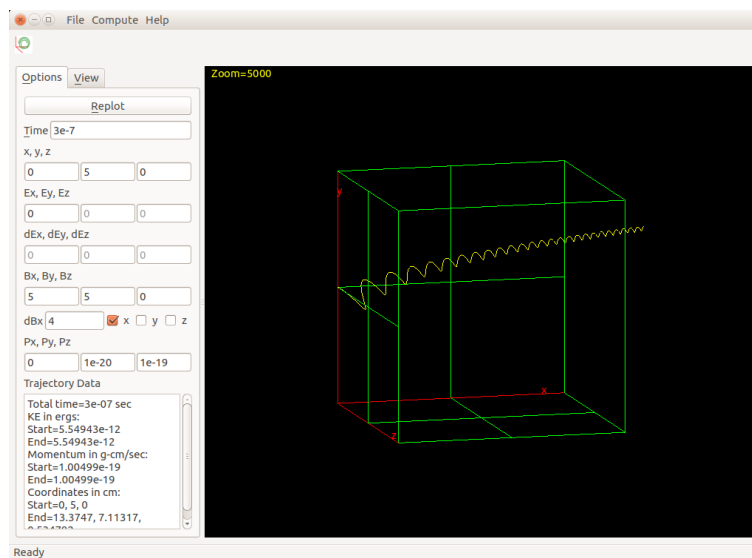 File Compute Help
Options View
Zoom=5000
Replot
Time 3e-7
x, y, z
0 5 0
Ex, Ey, Ez
0 0 0
dEx, dEy, dEz
0 0 0
Bx, By, Bz
5 5 0
dBx 4 x y z
Px, Py, Pz
0 1e-20 1e-19
Trajectory Data
Total time=3e-07 sec
KE in ergs:
Start=5.54943e-12
End=5.54943e-12
Momentum in g-cm/sec:
Start=1.00499e-19
End=1.00499e-19
Coordinates in cm:
Start=0, 5, 0
End=13.3747, 7.11317,
y
x
z
Ready